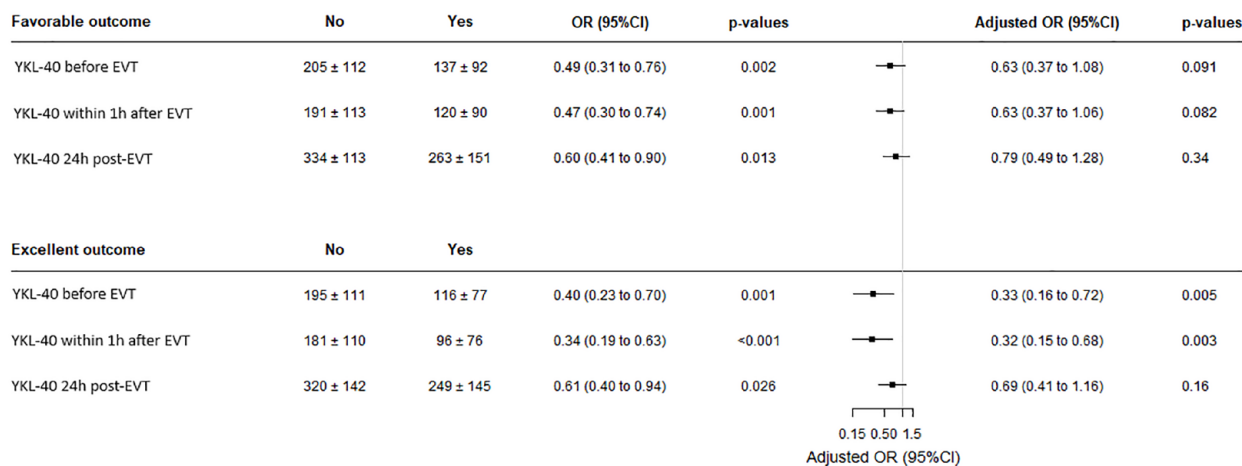 Favorable outcome No Yes OR (95%CI) p-values Adjusted OR (95%CI) p-values
YKL-40 before EVT 205 ± 112 137 ± 92 0.49 (0.31 to 0.76) 0.002 0.63 (0.37 to 1.08) 0.091
YKL-40 within 1h after EVT 191 ± 113 120 ± 90 0.47 (0.30 to 0.74) 0.001 0.63 (0.37 to 1.06) 0.082
YKL-40 24h post-EVT 334 ± 113 263 ± 151 0.60 (0.41 to 0.90) 0.013 0.79 (0.49 to 1.28) 0.34
Excellent outcome No Yes
YKL-40 before EVT 195 ± 111 116 ± 77 0.40 (0.23 to 0.70) 0.001 0.33 (0.16 to 0.72) 0.005
YKL-40 within 1h after EVT 181 ± 110 96 ± 76 0.34 (0.19 to 0.63) <0.001 0.32 (0.15 to 0.68) 0.003
YKL-40 24h post-EVT 320 ± 142 249 ± 145 0.61 (0.40 to 0.94) 0.026 0.69 (0.41 to 1.16) 0.16
0.15 0.50 1.5
Adjusted OR (95%CI)